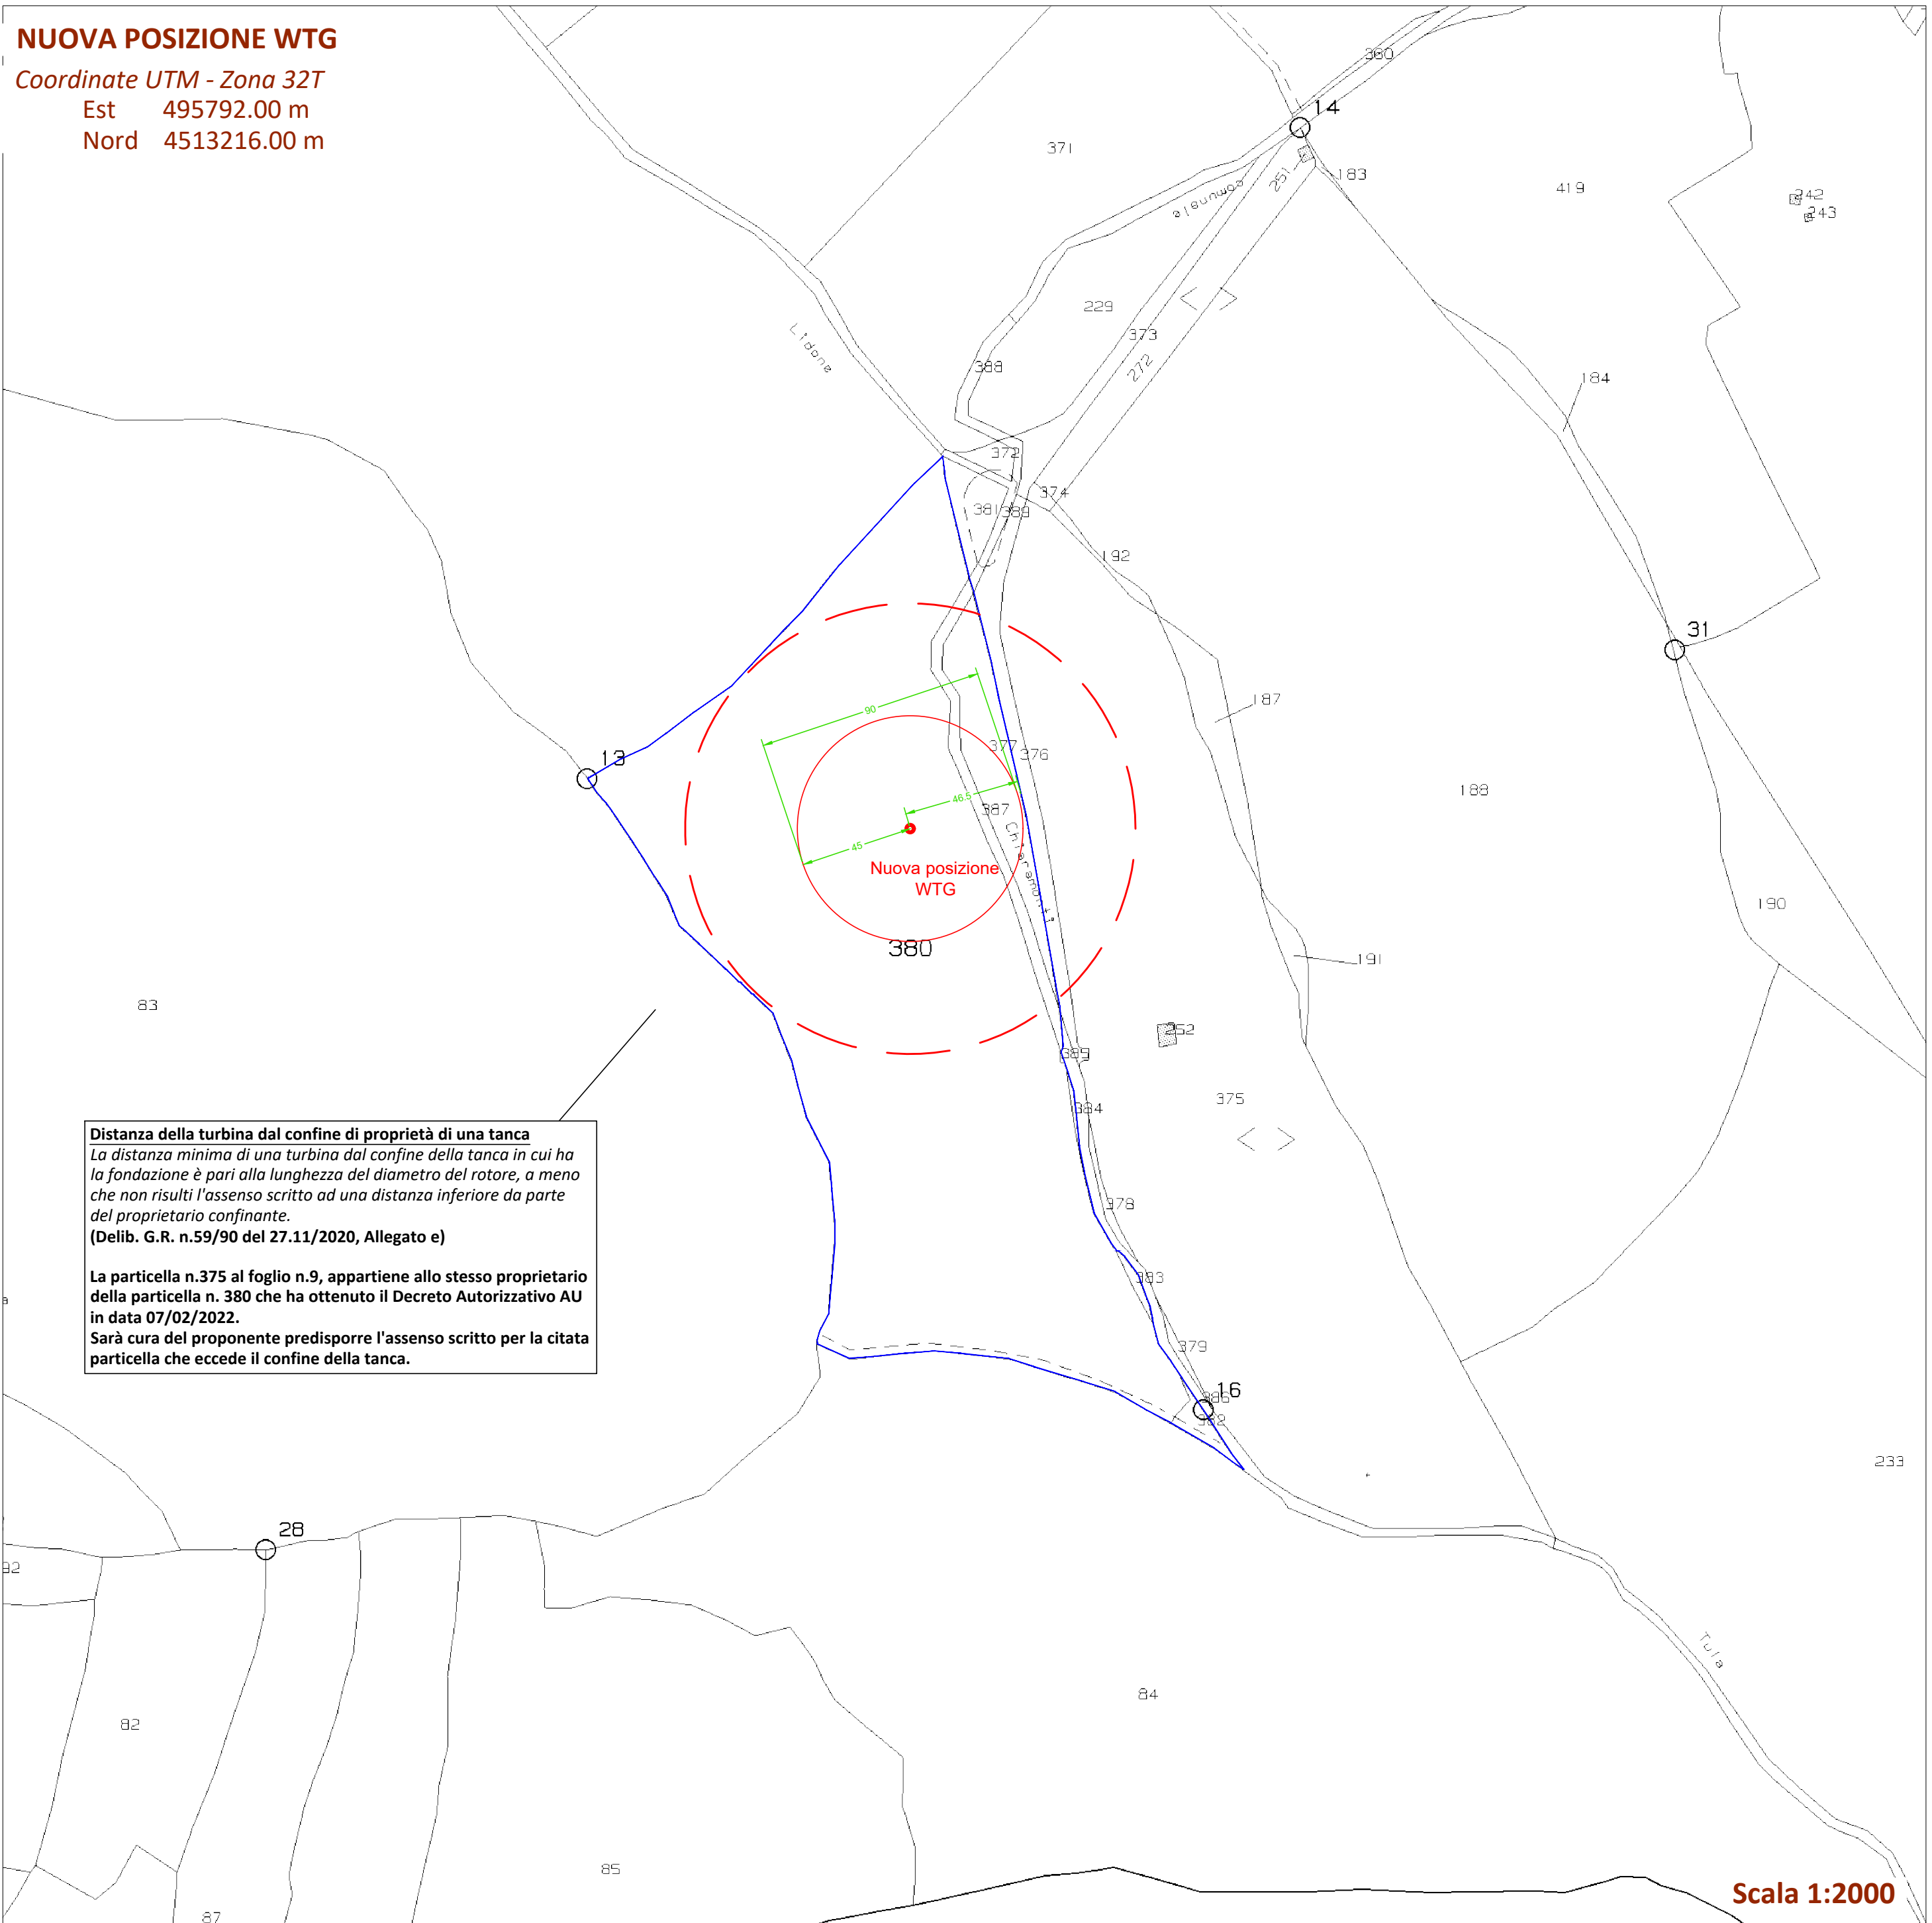 NUOVA POSIZIONE WTG
Coordinate UTM - Zona 32T
Est 495792.00 m
Nord 4513216.00 m
360
14
371
251
183
comunale
419
242
243
229
373
Lidone
272
388
184
372
374
381
389
192
31
187
90
13
377
376
188
46.5
387
45
Chiaramonti
Nuova posizione
WTG
380
190
191
83
252
385
375
384
Distanza della turbina dal confine di proprietà di una tanca
La distanza minima di una turbina dal confine della tanca in cui ha
la fondazione è pari alla lunghezza del diametro del rotore, a meno
che non risulti l'assenso scritto ad una distanza inferiore da parte
del proprietario confinante.
(Delib. G.R. n.59/90 del 27.11/2020, Allegato e)
La particella n.375 al foglio n.9, appartiene allo stesso proprietario
della particella n. 380 che ha ottenuto il Decreto Autorizzativo AU
in data 07/02/2022.
Sarà cura del proponente predisporre l'assenso scritto per la citata
particella che eccede il confine della tanca.
378
383
379
16
386
382
233
28
Tula
84
82
85
87
Scala 1:2000